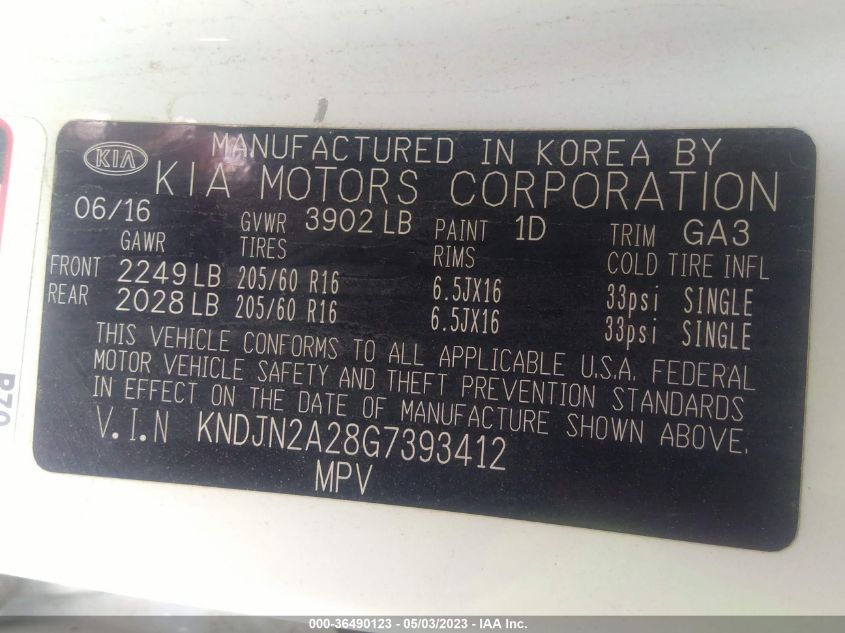 KIA
MANUFACTURED IN KOREA BY
KIA MOTORS CORPORATION
06/16 GVWR 3902 LB PAINT 1D TRIM GA3
GAWR TIRES RIMS COLD TIRE INFL
FRONT 2249 LB 205/60 R16 6.5JX16 33psi SINGLE
REAR 2028 LB 205/60 R16 6.5JX16 33psi SINGLE
THIS VEHICLE CONFORMS TO ALL APPLICABLE U.S.A. FEDERAL
MOTOR VEHICLE SAFETY AND THEFT PREVENTION STANDARDS
IN EFFECT ON THE DATE OF MANUFACTURE SHOWN ABOVE.
V.I.N KNDJN2A28G7393412
MPV
000-36490123 - 05/03/2023 - IAA Inc.